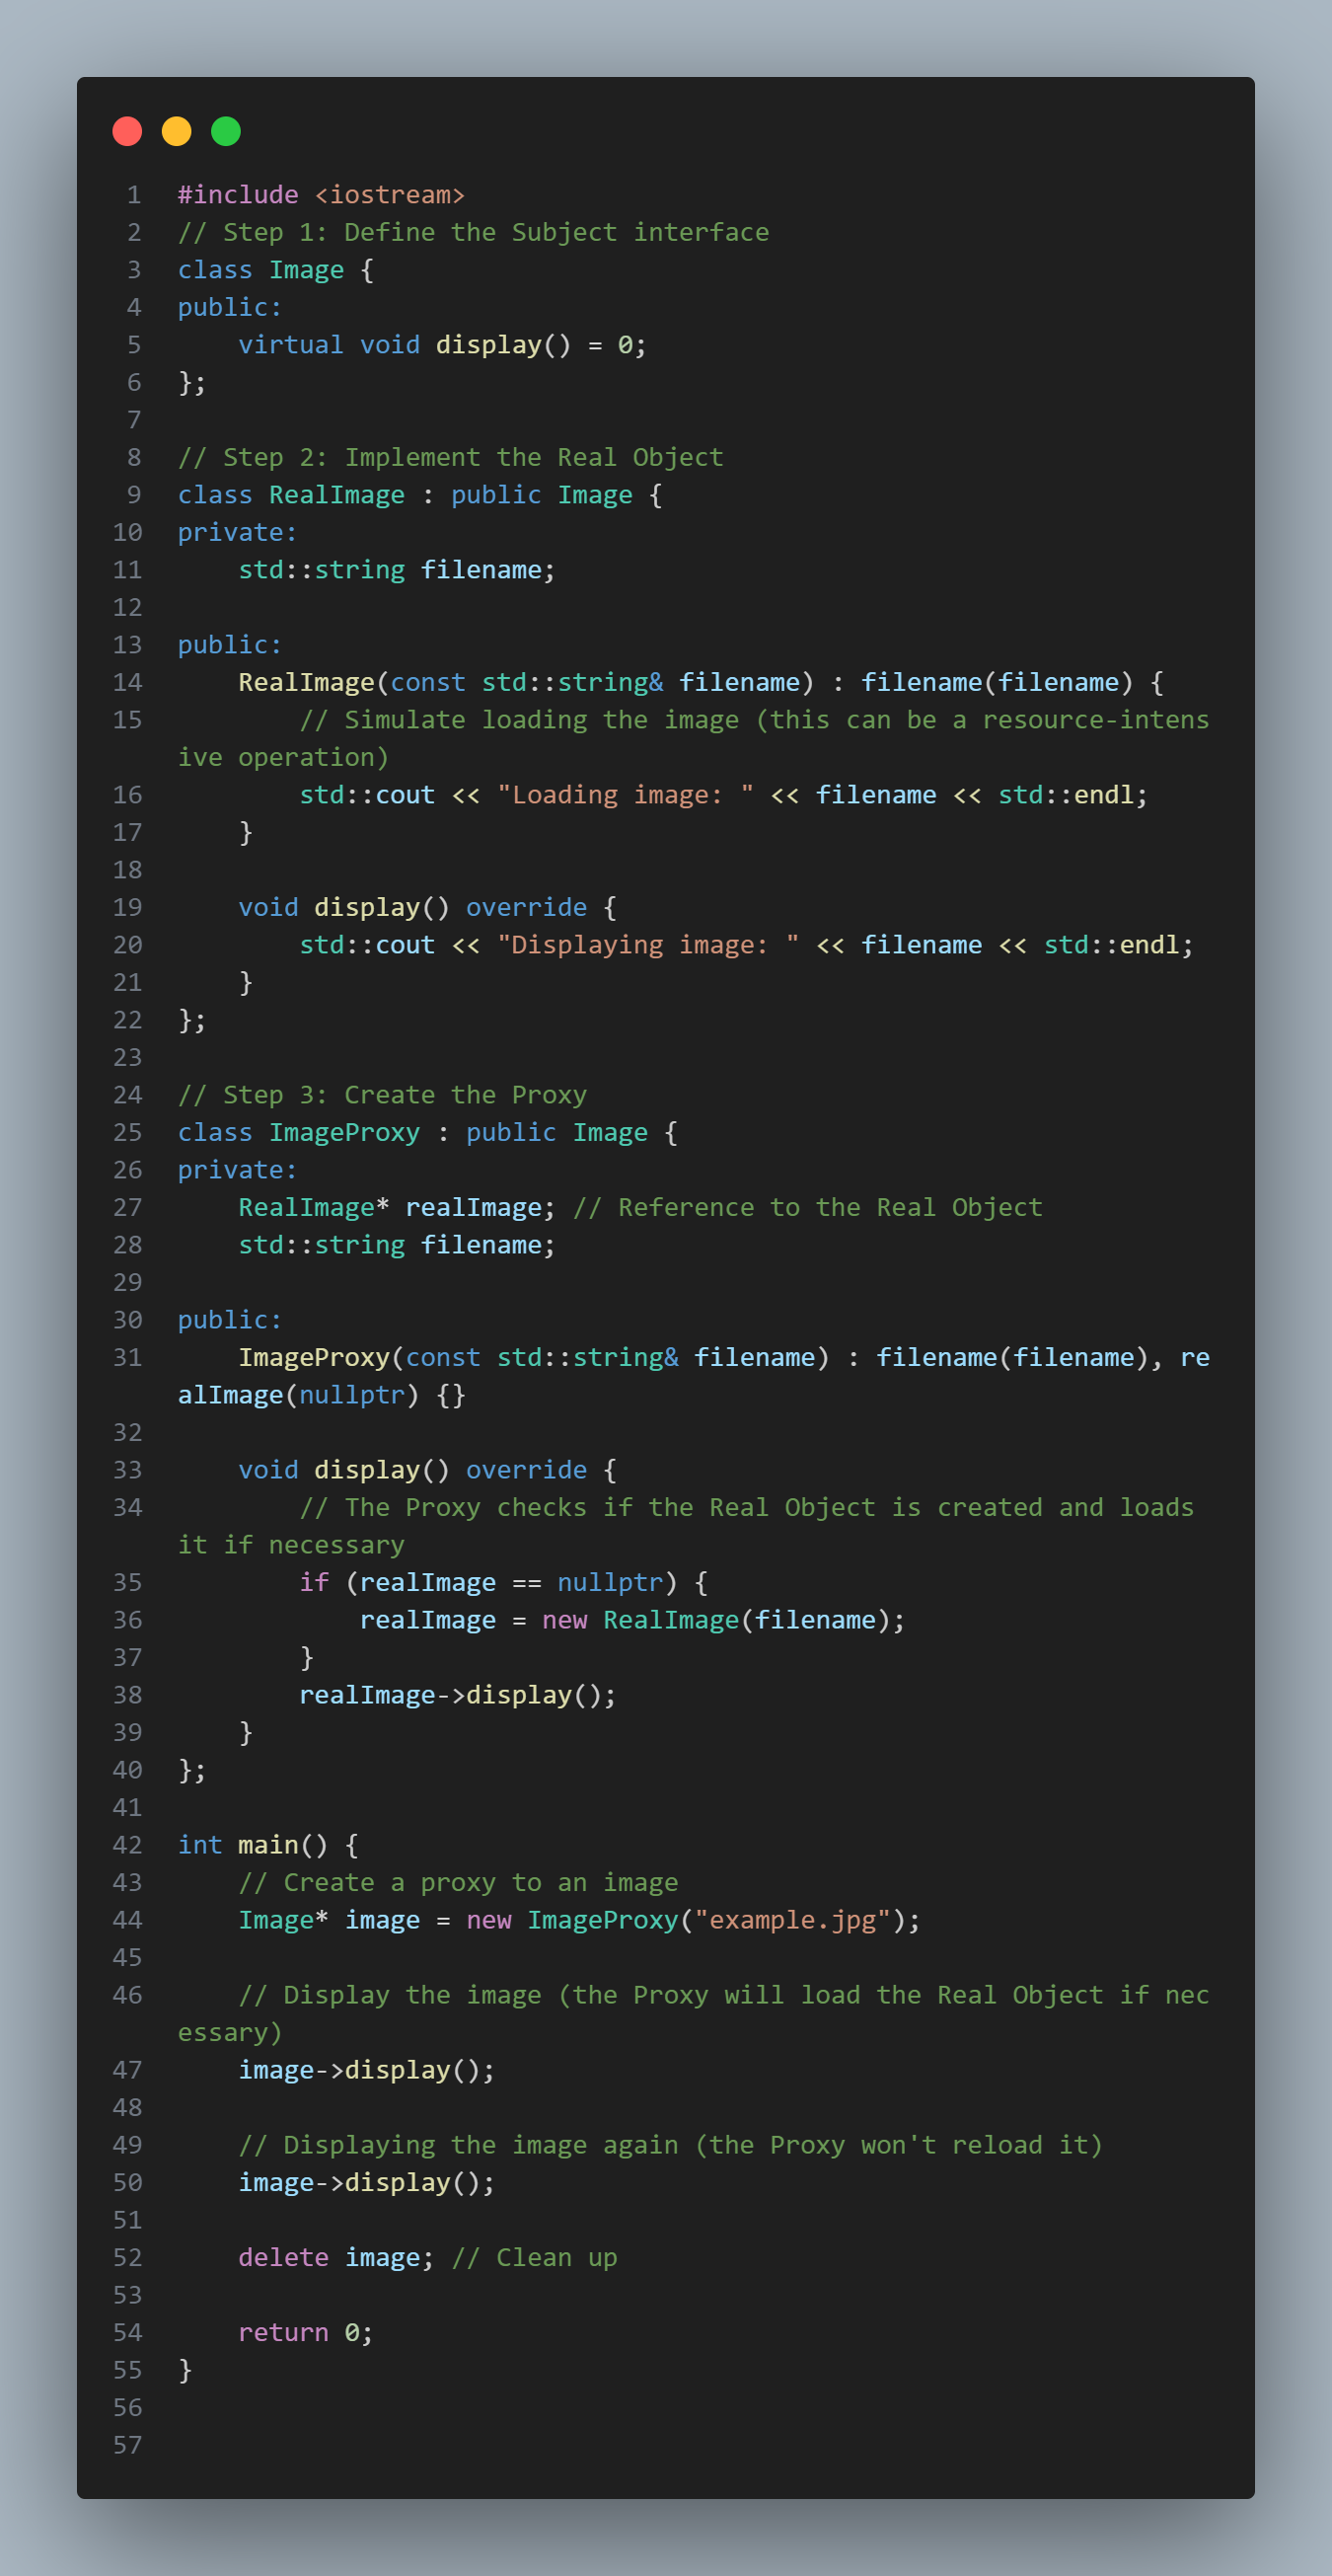 1 #include <iostream>
2 // Step 1: Define the Subject interface
3 class Image {
4 public:
5     virtual void display() = 0;
6 };
7
8 // Step 2: Implement the Real Object
9 class RealImage : public Image {
10 private:
11     std::string filename;
12
13 public:
14     RealImage(const std::string& filename) : filename(filename) {
15         // Simulate loading the image (this can be a resource-intens
ive operation)
16         std::cout << "Loading image: " << filename << std::endl;
17     }
18
19     void display() override {
20         std::cout << "Displaying image: " << filename << std::endl;
21     }
22 };
23
24 // Step 3: Create the Proxy
25 class ImageProxy : public Image {
26 private:
27     RealImage* realImage; // Reference to the Real Object
28     std::string filename;
29
30 public:
31     ImageProxy(const std::string& filename) : filename(filename), re
alImage(nullptr) {}
32
33     void display() override {
34         // The Proxy checks if the Real Object is created and loads
it if necessary
35         if (realImage == nullptr) {
36             realImage = new RealImage(filename);
37         }
38         realImage->display();
39     }
40 };
41
42 int main() {
43     // Create a proxy to an image
44     Image* image = new ImageProxy("example.jpg");
45
46     // Display the image (the Proxy will load the Real Object if nec
essary)
47     image->display();
48
49     // Displaying the image again (the Proxy won't reload it)
50     image->display();
51
52     delete image; // Clean up
53
54     return 0;
55 }
56
57